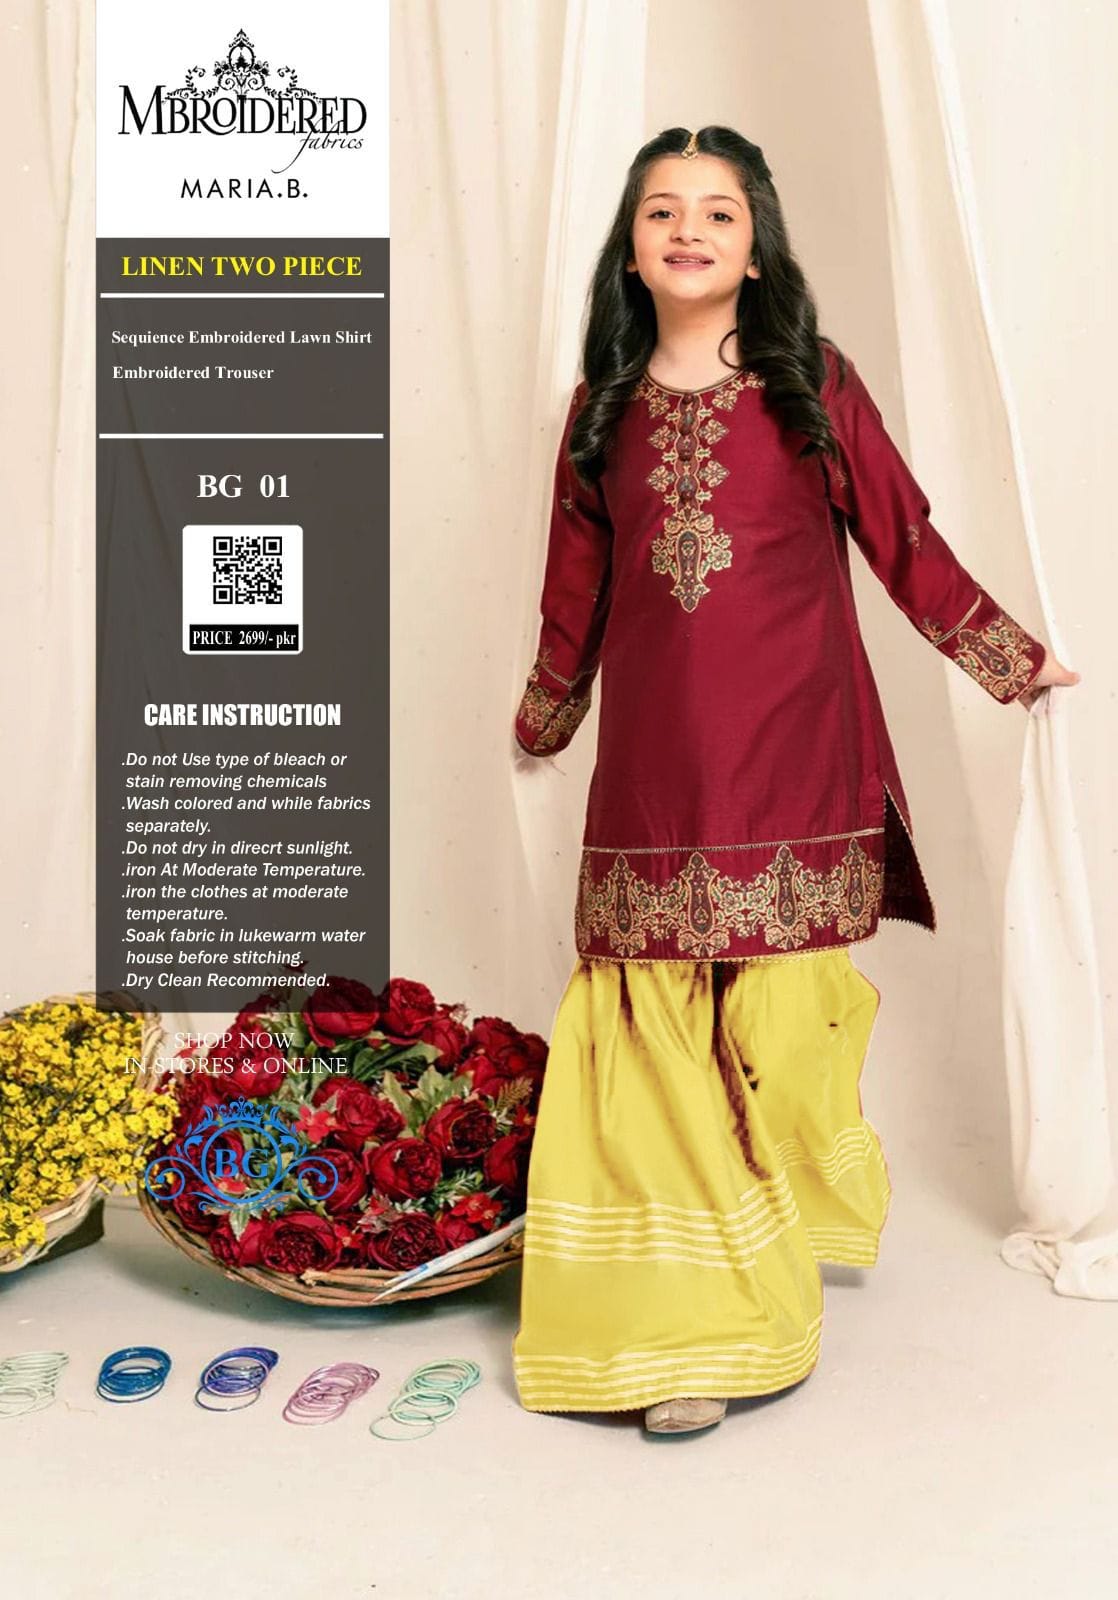 MBROIDERED
fabrics
MARIA.B.
LINEN TWO PIECE
Sequience Embroidered Lawn Shirt
Embroidered Trouser
BG 01
PRICE 2699/- pkr
CARE INSTRUCTION
.Do not Use type of bleach or
stain removing chemicals
.Wash colored and while fabrics
separately.
.Do not dry in direcrt sunlight.
.iron At Moderate Temperature.
.iron the clothes at moderate
temperature.
.Soak fabric in lukewarm water
house before stitching.
.Dry Clean Recommended.
SHOP NOW
IN-STORES & ONLINE
BG